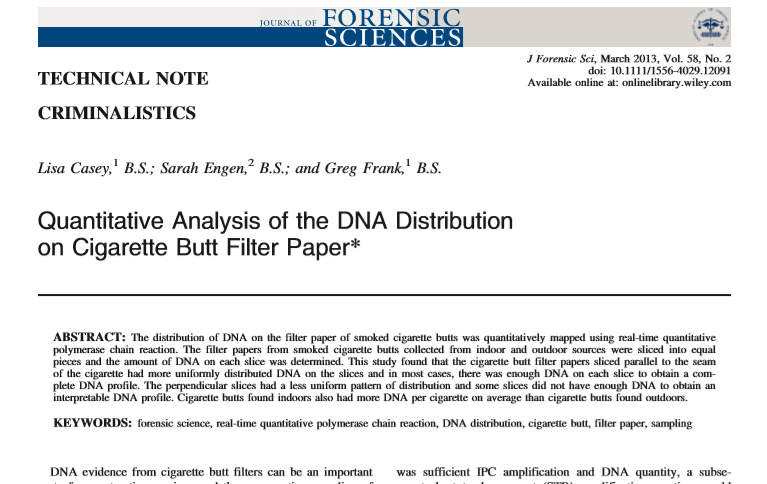 JOURNAL OF FORENSIC
SCIENCES
J Forensic Sci, March 2013, Vol. 58, No. 2
doi: 10.1111/1556-4029.12091
Available online at: onlinelibrary.wiley.com
TECHNICAL NOTE
CRIMINALISTICS
Lisa Casey,1 B.S.; Sarah Engen,2 B.S.; and Greg Frank,1 B.S.
Quantitative Analysis of the DNA Distribution
on Cigarette Butt Filter Paper*
ABSTRACT: The distribution of DNA on the filter paper of smoked cigarette butts was quantitatively mapped using real-time quantitative
polymerase chain reaction. The filter papers from smoked cigarette butts collected from indoor and outdoor sources were sliced into equal
pieces and the amount of DNA on each slice was determined. This study found that the cigarette butt filter papers sliced parallel to the seam
of the cigarette had more uniformly distributed DNA on the slices and in most cases, there was enough DNA on each slice to obtain a com-
plete DNA profile. The perpendicular slices had a less uniform pattern of distribution and some slices did not have enough DNA to obtain an
interpretable DNA profile. Cigarette butts found indoors also had more DNA per cigarette on average than cigarette butts found outdoors.
KEYWORDS: forensic science, real-time quantitative polymerase chain reaction, DNA distribution, cigarette butt, filter paper, sampling
DNA evidence from cigarette butt filters can be an important
was sufficient IPC amplification and DNA quantity, a subse-